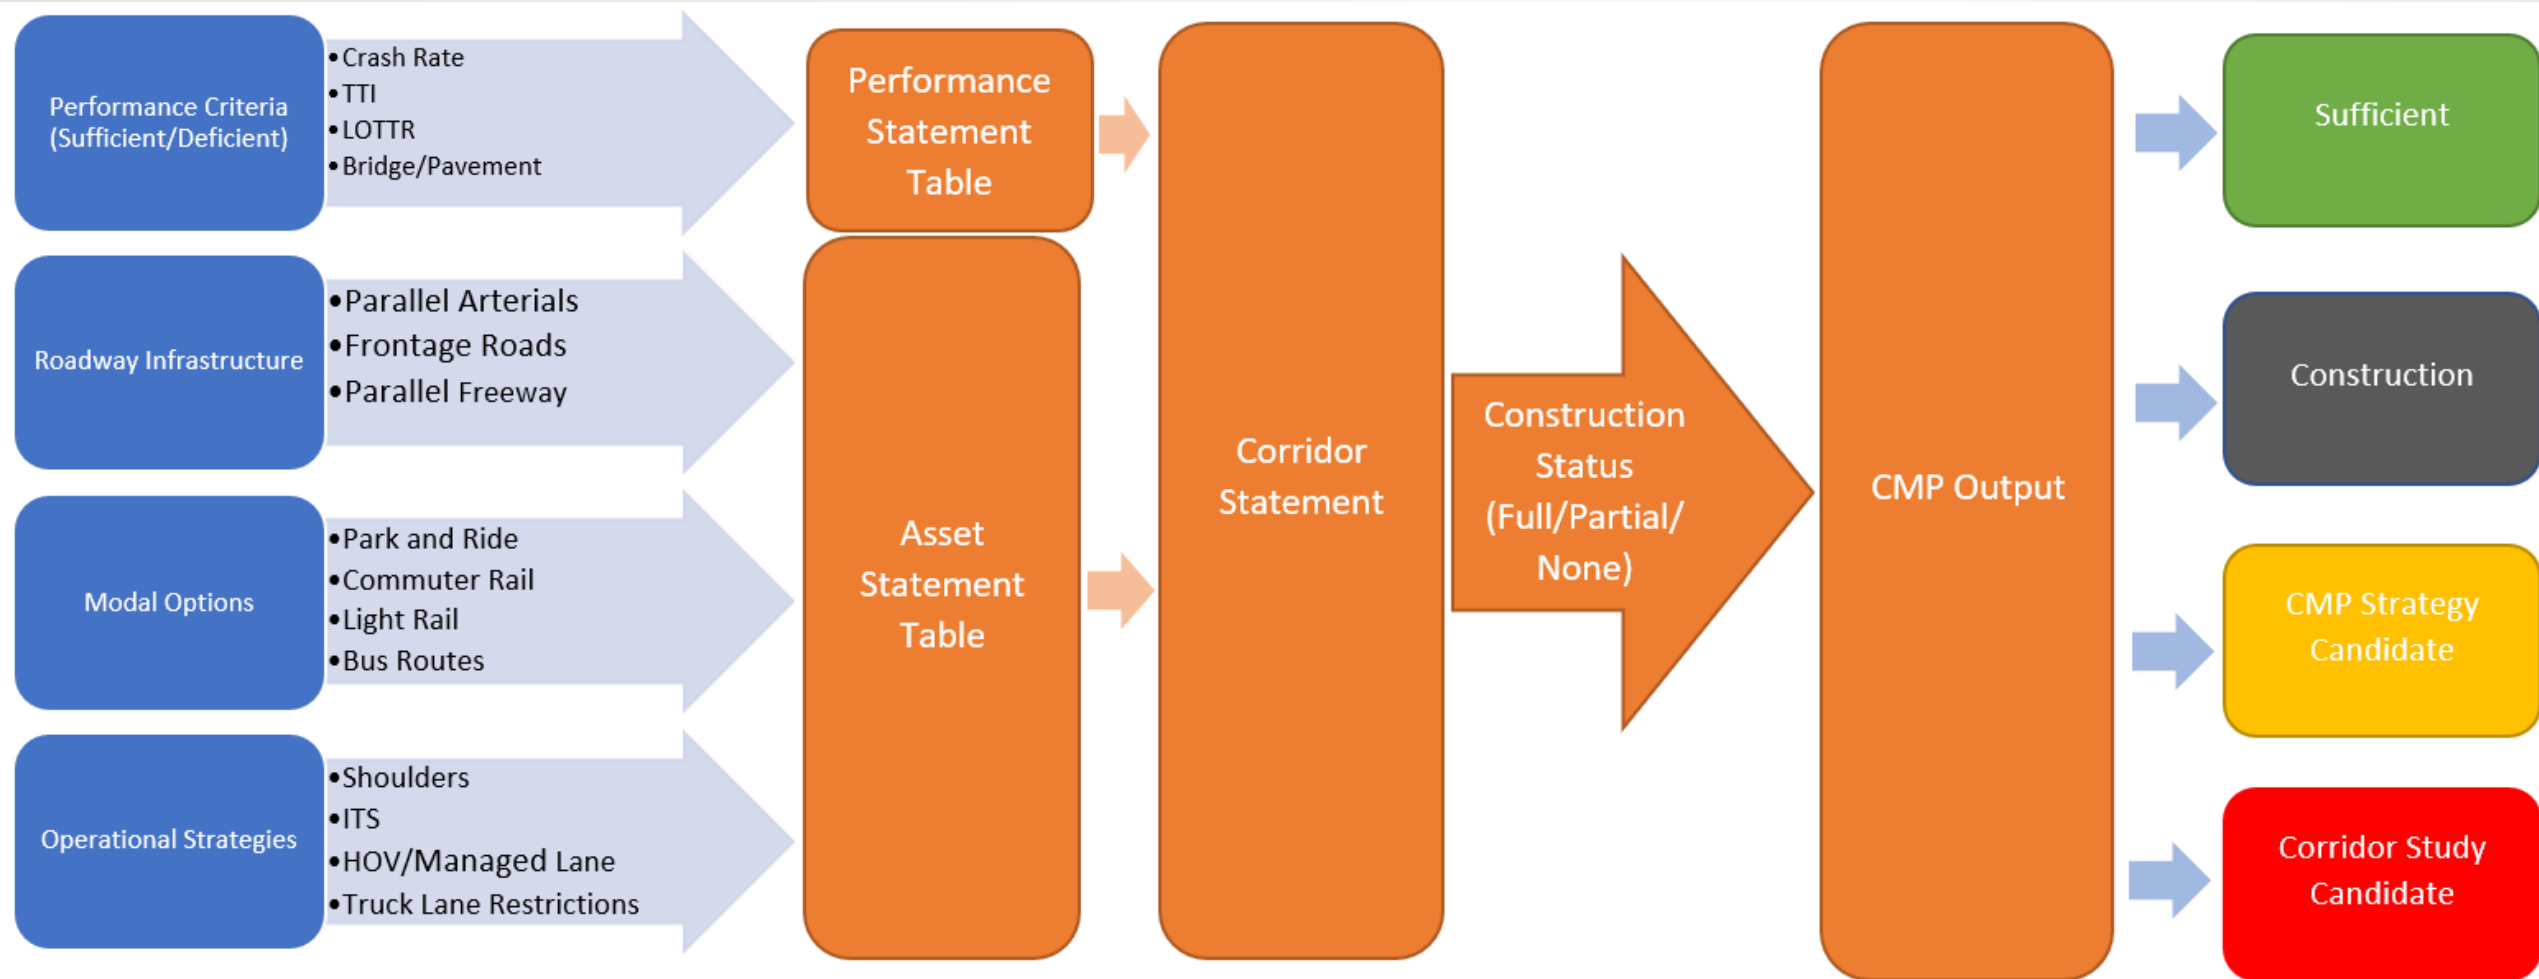 Performance Criteria
(Sufficient/Deficient)
•Crash Rate
•TTI
•LOTTR
•Bridge/Pavement
Roadway Infrastructure
•Parallel Arterials
•Frontage Roads
•Parallel Freeway
Modal Options
•Park and Ride
•Commuter Rail
•Light Rail
•Bus Routes
Operational Strategies
•Shoulders
•ITS
•HOV/Managed Lane
•Truck Lane Restrictions
Performance
Statement
Table
Asset
Statement
Table
Corridor
Statement
Construction
Status
(Full/Partial/
None)
CMP Output
Sufficient
Construction
CMP Strategy
Candidate
Corridor Study
Candidate